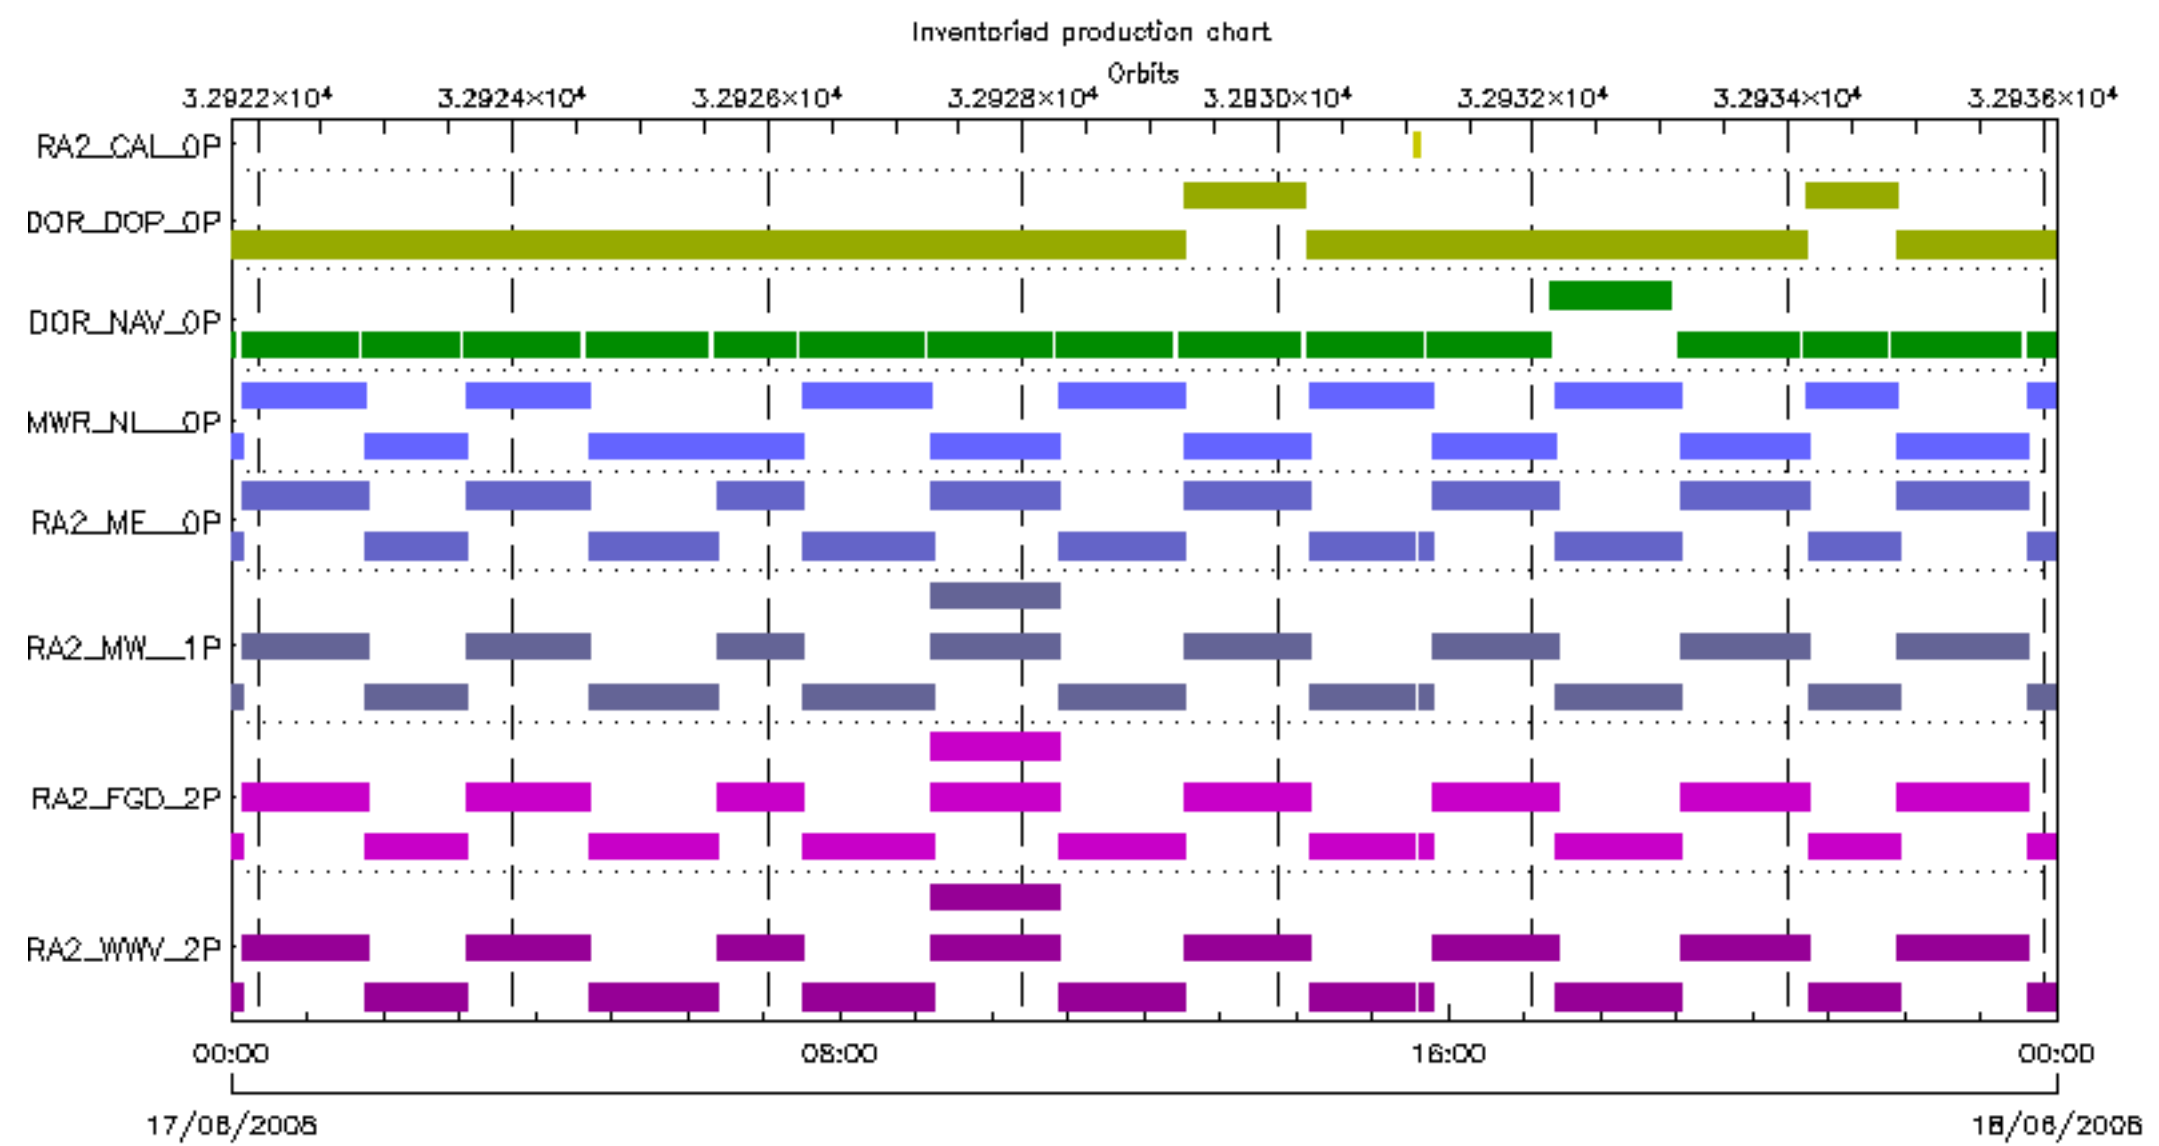 Inventoried production chart
Orbits
3.2922×10⁴ 3.2924×10⁴ 3.2926×10⁴ 3.2928×10⁴ 3.2930×10⁴ 3.2932×10⁴ 3.2934×10⁴ 3.2936×10⁴
RA2_CAL_0P
DOR_DOP_0P
DOR_NAV_0P
MWR_NL__0P
RA2_ME__0P
RA2_MW__1P
RA2_FGD_2P
RA2_WWV_2P
00:00 08:00 16:00 00:00
17/06/2008 18/06/2008